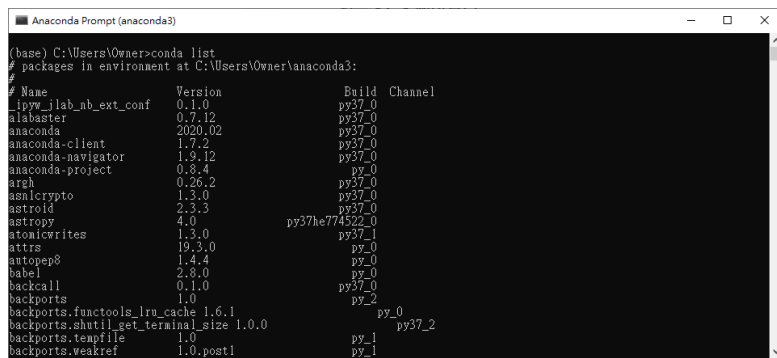 Anaconda Prompt (anaconda3)
(base) C:\Users\Owner>conda list
# packages in environment at C:\Users\Owner\anaconda3:
#
# Name                    Version                   Build  Channel
_ipyw_jlab_nb_ext_conf    0.1.0                    py37_0
alabaster                 0.7.12                   py37_0
anaconda                  2020.02                  py37_0
anaconda-client           1.7.2                    py37_0
anaconda-navigator        1.9.12                   py37_0
anaconda-project          0.8.4                      py_0
argh                      0.26.2                   py37_0
asn1crypto                1.3.0                    py37_0
astroid                   2.3.3                    py37_0
astropy                   4.0              py37he774522_0
atomicwrites              1.3.0                    py37_1
attrs                     19.3.0                     py_0
autopep8                  1.4.4                      py_0
babel                     2.8.0                      py_0
backcall                  0.1.0                    py37_0
backports                 1.0                        py_2
backports.functools_lru_cache 1.6.1                      py_0
backports.shutil_get_terminal_size 1.0.0                    py37_2
backports.tempfile        1.0                        py_1
backports.weakref         1.0.post1                  py_1